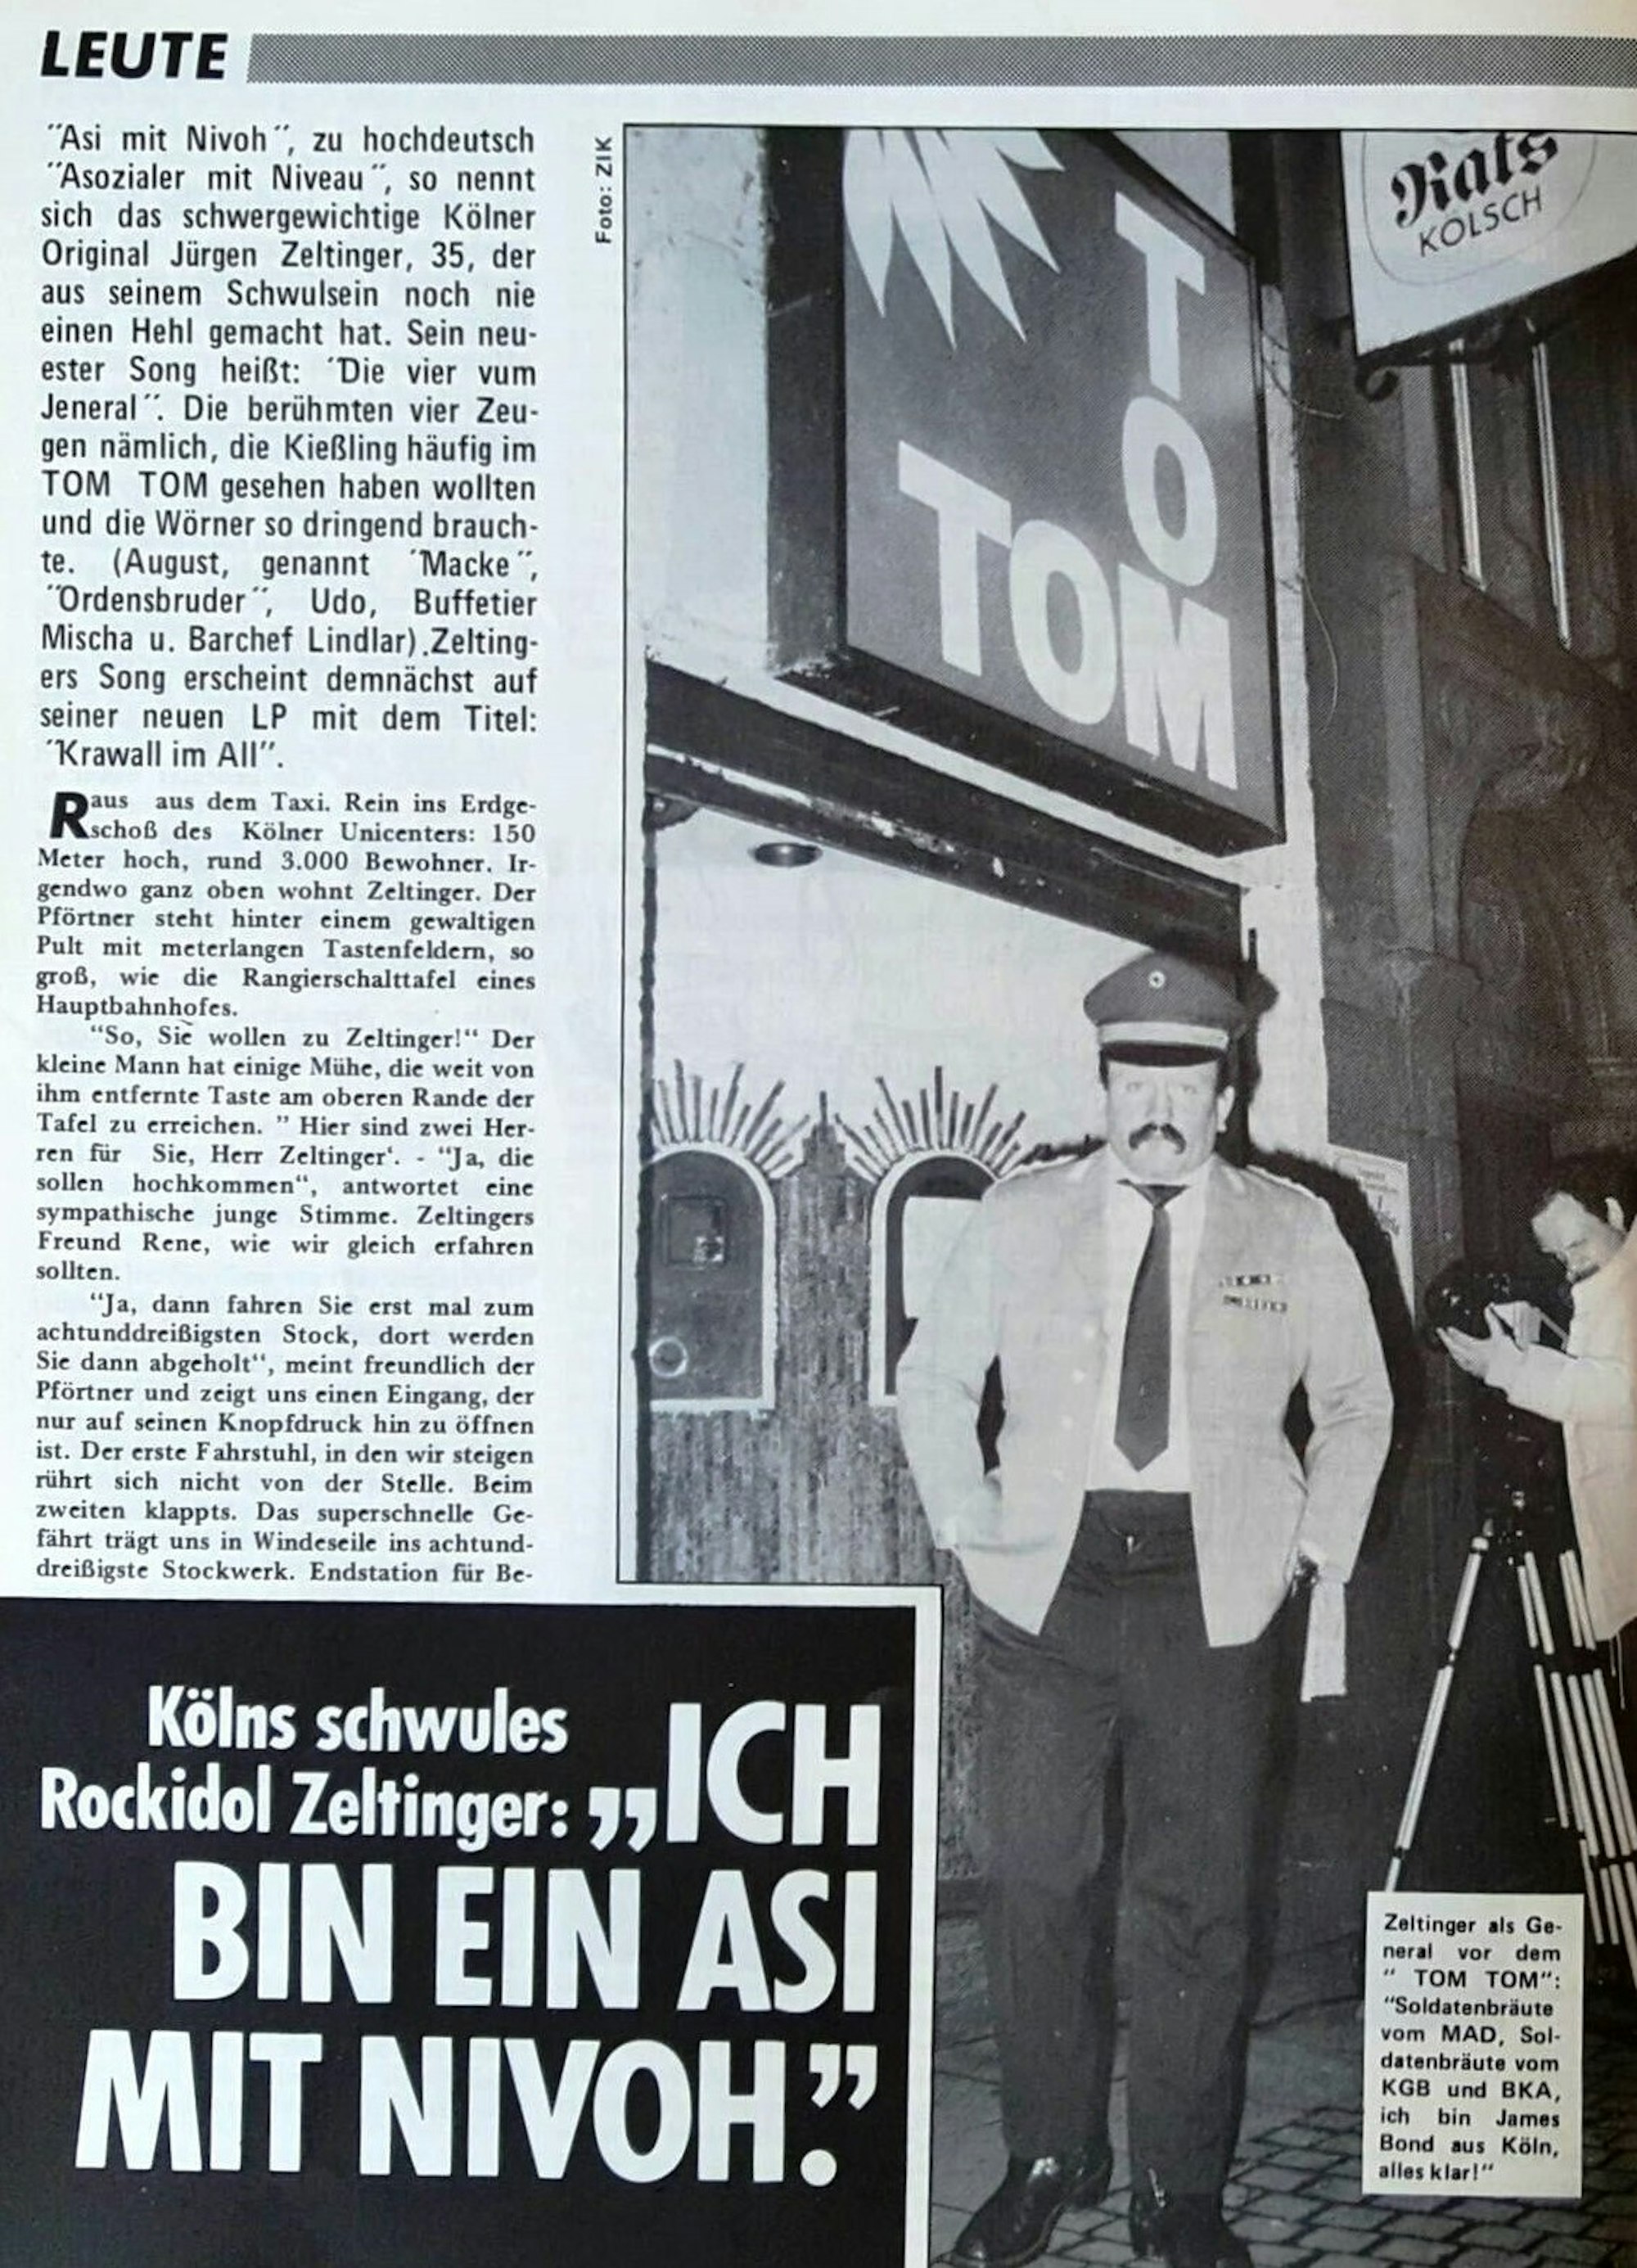 LEUTE
"Asi mit Nivoh", zu hochdeutsch
"Asozialer mit Niveau", so nennt
sich das schwergewichtige Kölner
Original Jürgen Zeltinger, 35, der
aus seinem Schwulsein noch nie
einen Hehl gemacht hat. Sein neu-
ester Song heißt: "Die vier vum
Jeneral". Die berühmten vier Zeu-
gen nämlich, die Kießling häufig im
TOM TOM gesehen haben wollten
und die Wörner so dringend brauch-
te. (August, genannt "Macke",
"Ordensbruder", Udo, Buffetier
Mischa u. Barchef Lindlar).Zelting-
ers Song erscheint demnächst auf
seiner neuen LP mit dem Titel:
"Krawall im All".
Raus aus dem Taxi. Rein ins Erdge-
schoß des Kölner Unicenters: 150
Meter hoch, rund 3.000 Bewohner. Ir-
gendwo ganz oben wohnt Zeltinger. Der
Pförtner steht hinter einem gewaltigen
Pult mit meterlangen Tastenfeldern, so
groß, wie die Rangierschalttafel eines
Hauptbahnhofes.
"So, Sie wollen zu Zeltinger!" Der
kleine Mann hat einige Mühe, die weit von
ihm entfernte Taste am oberen Rande der
Tafel zu erreichen. " Hier sind zwei Her-
ren für Sie, Herr Zeltinger'. - "Ja, die
sollen hochkommen", antwortet eine
sympathische junge Stimme. Zeltingers
Freund Rene, wie wir gleich erfahren
sollten.
"Ja, dann fahren Sie erst mal zum
achtunddreißigsten Stock, dort werden
Sie dann abgeholt", meint freundlich der
Pförtner und zeigt uns einen Eingang, der
nur auf seinen Knopfdruck hin zu öffnen
ist. Der erste Fahrstuhl, in den wir steigen
rührt sich nicht von der Stelle. Beim
zweiten klappts. Das superschnelle Ge-
fährt trägt uns in Windeseile ins achtund-
dreißigste Stockwerk. Endstation für Be-
Foto: ZIK
TOM
TOM
Rats
KÖLSCH
Kölns schwules
Rockidol Zeltinger: „ICH
BIN EIN ASI
MIT NIVOH."
Zeltinger als Ge-
neral vor dem
" TOM TOM":
"Soldatenbräute
vom MAD, Sol-
datenbräute vom
KGB und BKA,
ich bin James
Bond aus Köln,
alles klar!"